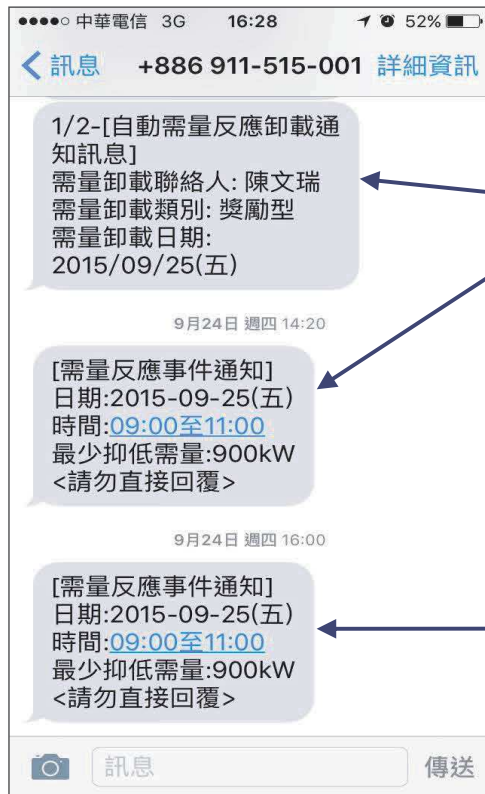 中華電信 3G 16:28 52%
訊息 +886 911-515-001 詳細資訊
1/2-[自動需量反應卸載通
知訊息]
需量卸載聯絡人: 陳文瑞
需量卸載類別: 獎勵型
需量卸載日期:
2015/09/25(五)
9月24日 週四 14:20
[需量反應事件通知]
日期:2015-09-25(五)
時間:09:00至11:00
最少抑低需量:900kW
<請勿直接回覆>
9月24日 週四 16:00
[需量反應事件通知]
日期:2015-09-25(五)
時間:09:00至11:00
最少抑低需量:900kW
<請勿直接回覆>
訊息 傳送